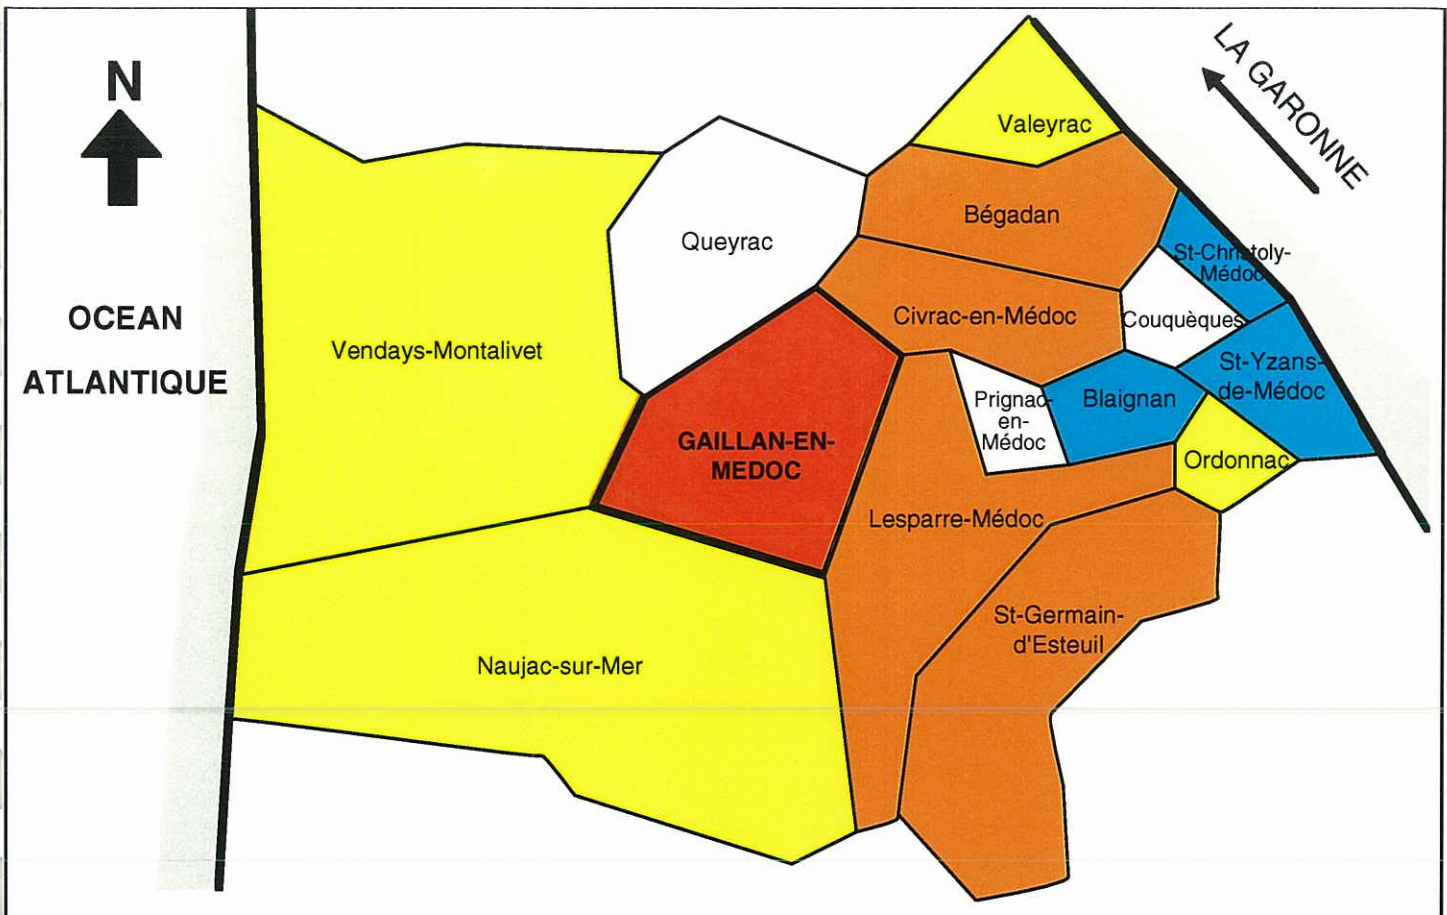 N
OCEAN
ATLANTIQUE
LA GARONNE
Valeyrac
Bégadan
Queyrac
St-Christoly-
Médoc
Civrac-en-Médoc
Couquèques
Vendays-Montalivet
St-Yzans-
de-Médoc
Prignac-
en-
Médoc
Blaignan
GAILLAN-EN-
MEDOC
Ordonnac
Lesparre-Médoc
St-Germain-
d'Esteuil
Naujac-sur-Mer